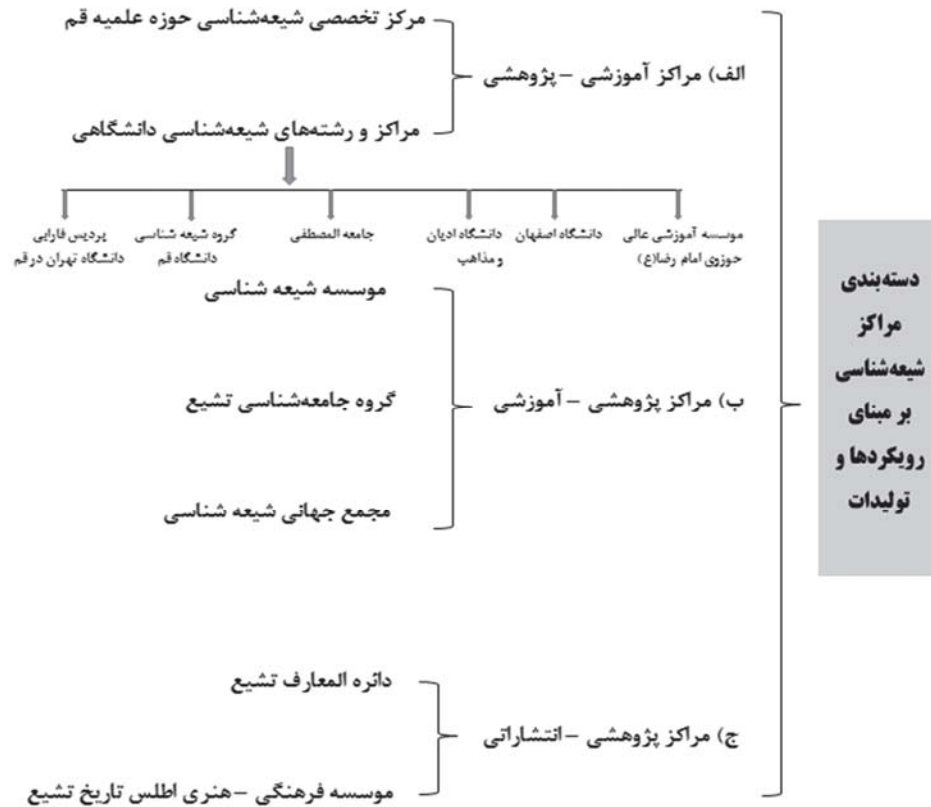 دسته‌بندی
مراکز
شیعه‌شناسی
بر مبنای
رویکردها و
تولیدات
الف) مراکز آموزشی – پژوهشی
مرکز تخصصی شیعه‌شناسی حوزه علمیه قم
مراکز و رشته‌های شیعه‌شناسی دانشگاهی
موسسه آموزشی عالی
حوزوی امام رضا(ع)
دانشگاه اصفهان
دانشگاه ادیان
و مذاهب
جامعه المصطفی
گروه شیعه شناسی
دانشگاه قم
پردیس فارابی
دانشگاه تهران در قم
ب) مراکز پژوهشی – آموزشی
موسسه شیعه شناسی
گروه جامعه‌شناسی تشیع
مجمع جهانی شیعه شناسی
ج) مراکز پژوهشی – انتشاراتی
دائره المعارف تشیع
موسسه فرهنگی – هنری اطلس تاریخ تشیع